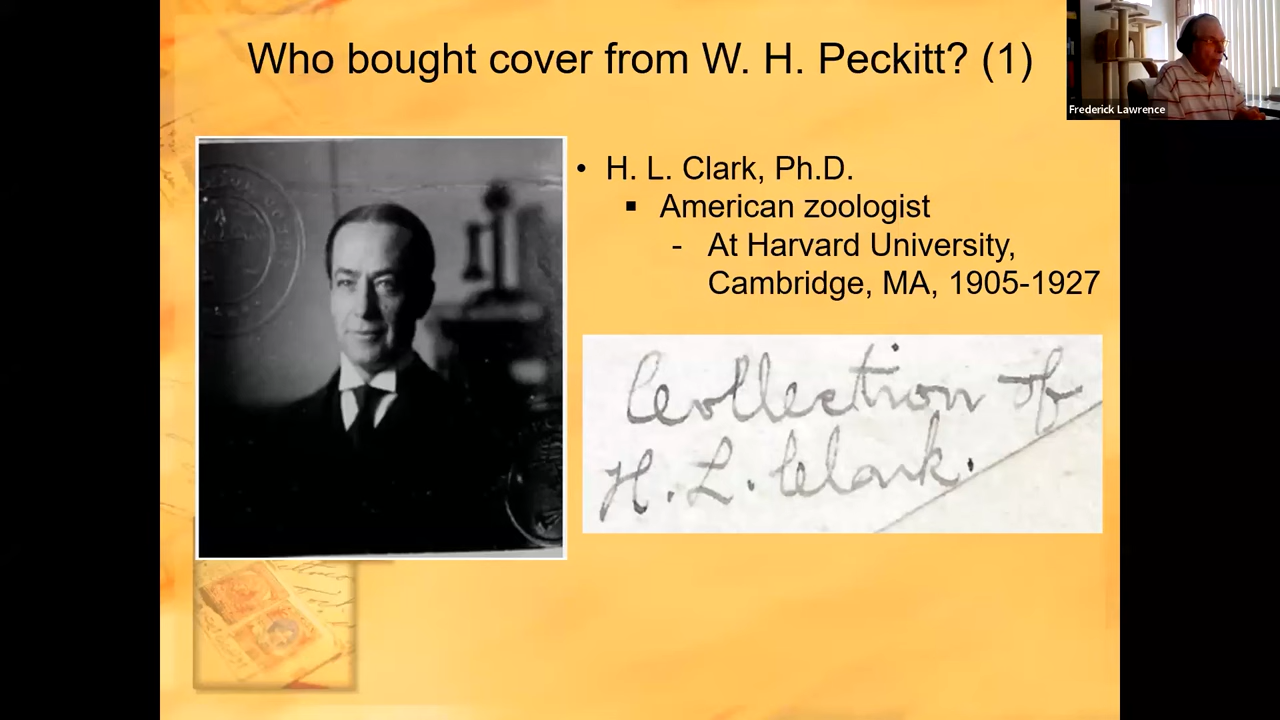 Who bought cover from W. H. Peckitt? (1)
Frederick Lawrence
• H. L. Clark, Ph.D.
▪ American zoologist
- At Harvard University,
Cambridge, MA, 1905-1927
Collection of
H. L. Clark.